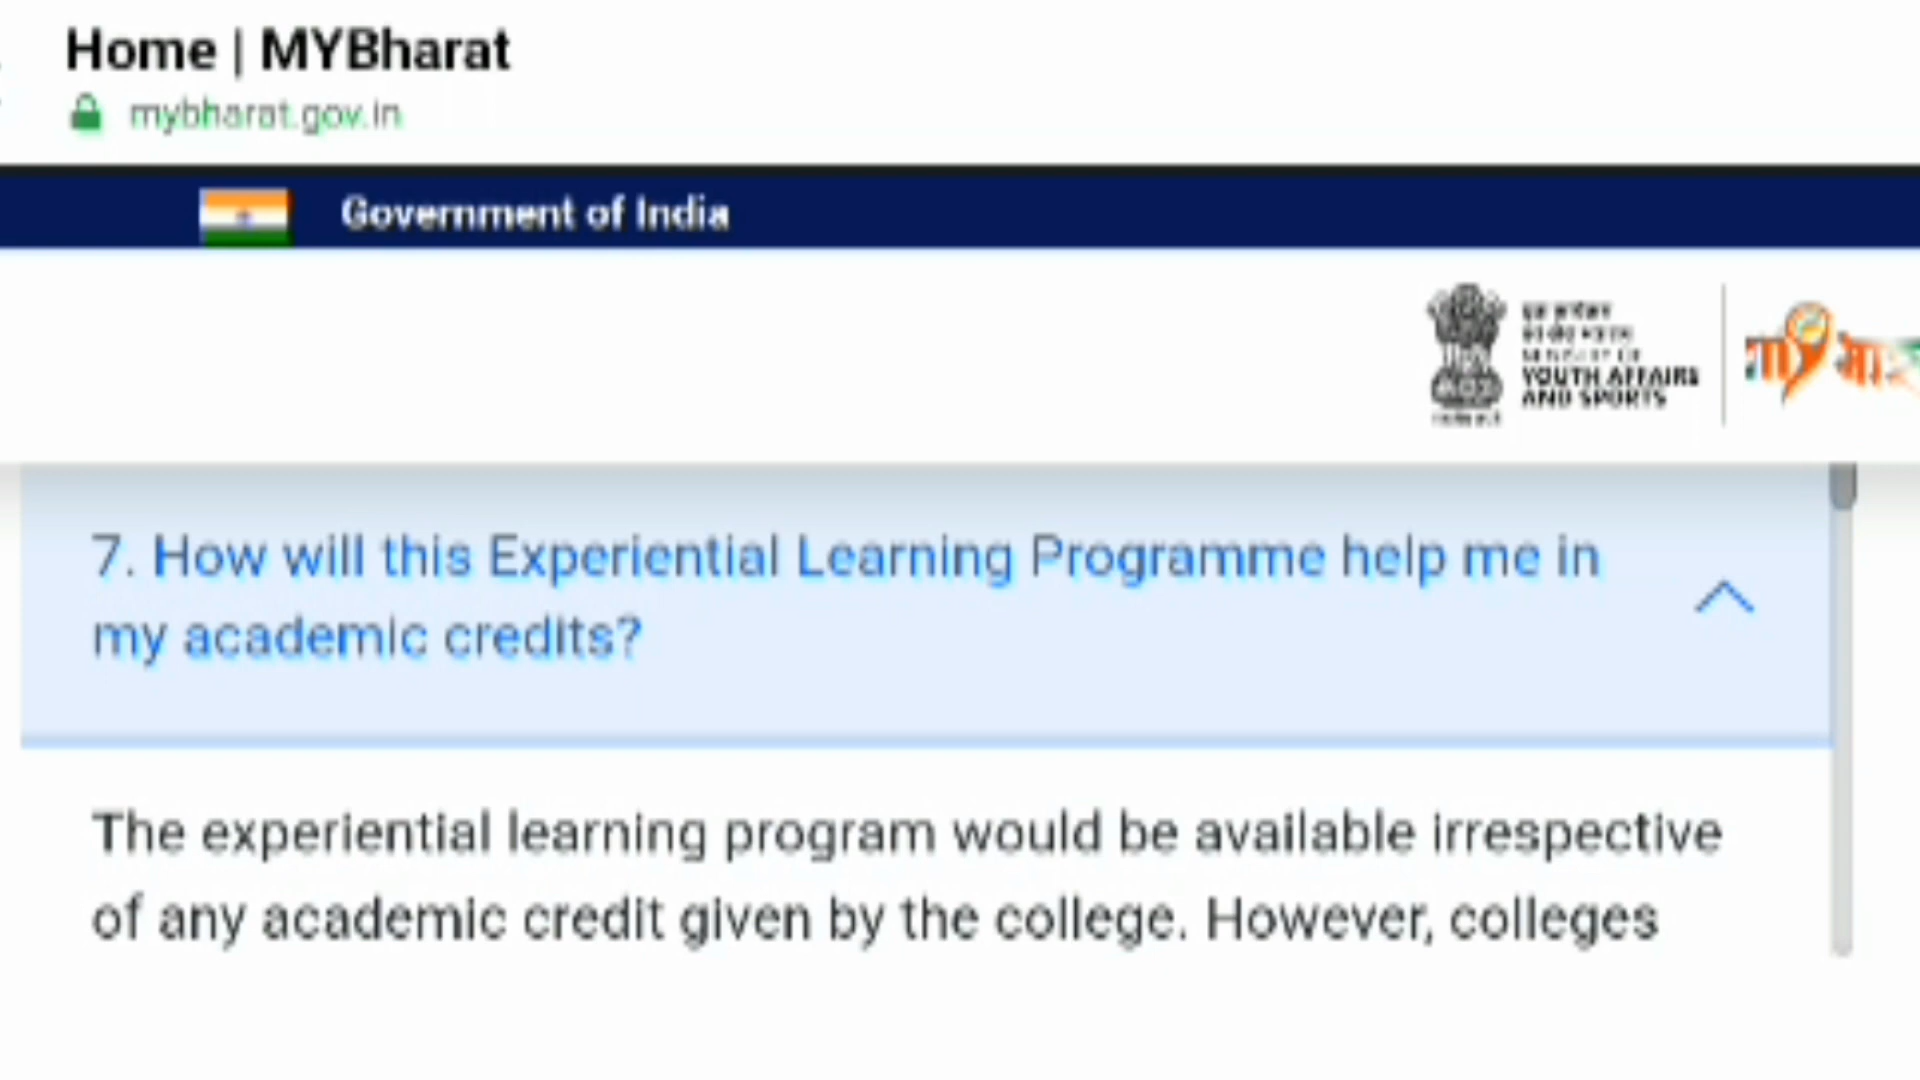 Home | MYBharat
mybharat.gov.in
Government of India
MINISTRY OF
YOUTH AFFAIRS
AND SPORTS
7. How will this Experiential Learning Programme help me in
my academic credits?
The experiential learning program would be available irrespective
of any academic credit given by the college. However, colleges